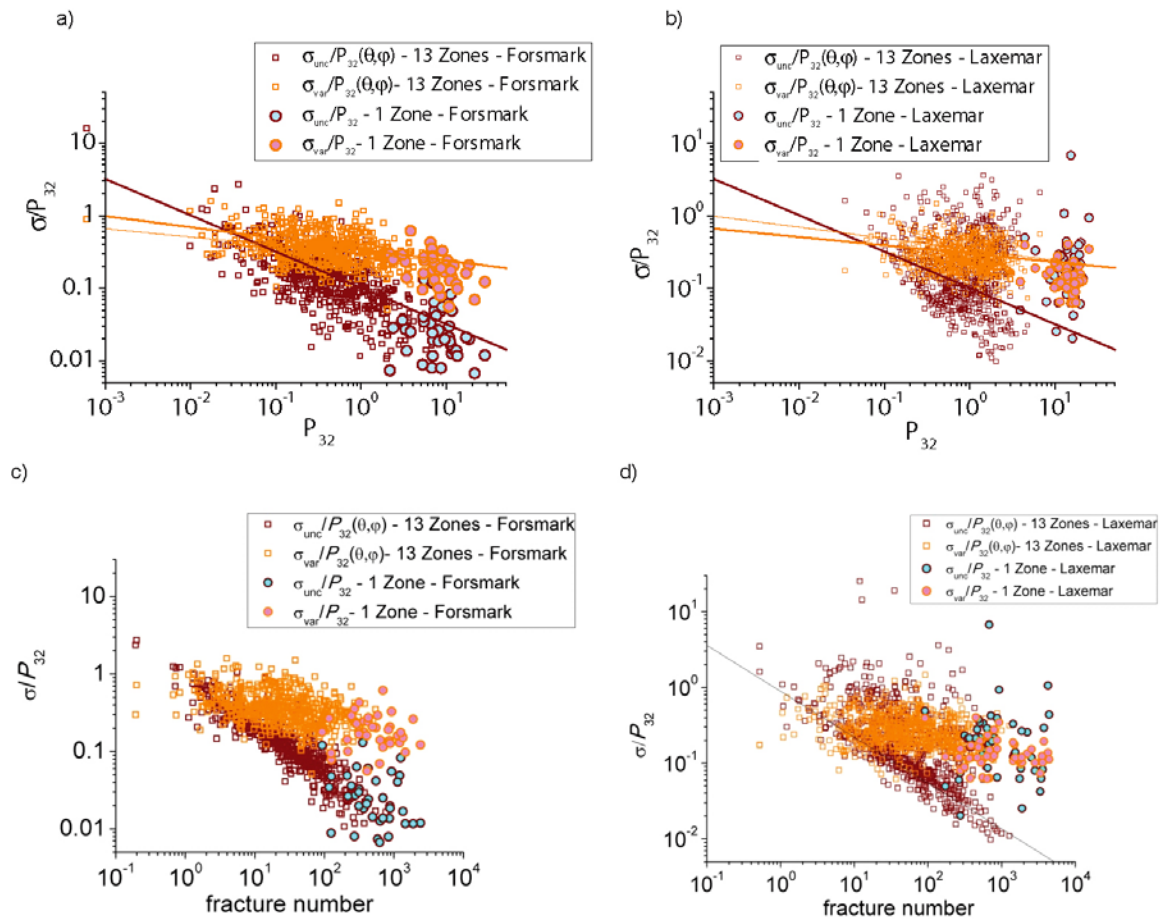 a)
σunc/P32(θ,φ) - 13 Zones - Forsmark
σvar/P32(θ,φ)- 13 Zones - Forsmark
σunc/P32 - 1 Zone - Forsmark
σvar/P32- 1 Zone - Forsmark
σ/P32
10
1
0.1
0.01
10-3
10-2
10-1
100
101
P32
b)
σunc/P32(θ,φ) - 13 Zones - Laxemar
σvar/P32(θ,φ)- 13 Zones - Laxemar
σunc/P32 - 1 Zone - Laxemar
σvar/P32 - 1 Zone - Laxemar
σ/P32
101
100
10-1
10-2
10-3
10-2
10-1
100
101
P32
c)
σunc/P32(θ,φ) - 13 Zones - Forsmark
σvar/P32(θ,φ)- 13 Zones - Forsmark
σunc/P32 - 1 Zone - Forsmark
σvar/P32- 1 Zone - Forsmark
σ/P32
10
1
0.1
0.01
10-1
100
101
102
103
104
fracture number
d)
σunc/P32(θ,φ) - 13 Zones - Laxemar
σvar/P32(θ,φ)- 13 Zones - Laxemar
σunc/P32 - 1 Zone - Laxemar
σvar/P32 - 1 Zone - Laxemar
σ/P32
101
100
10-1
10-2
10-1
100
101
102
103
104
fracture number